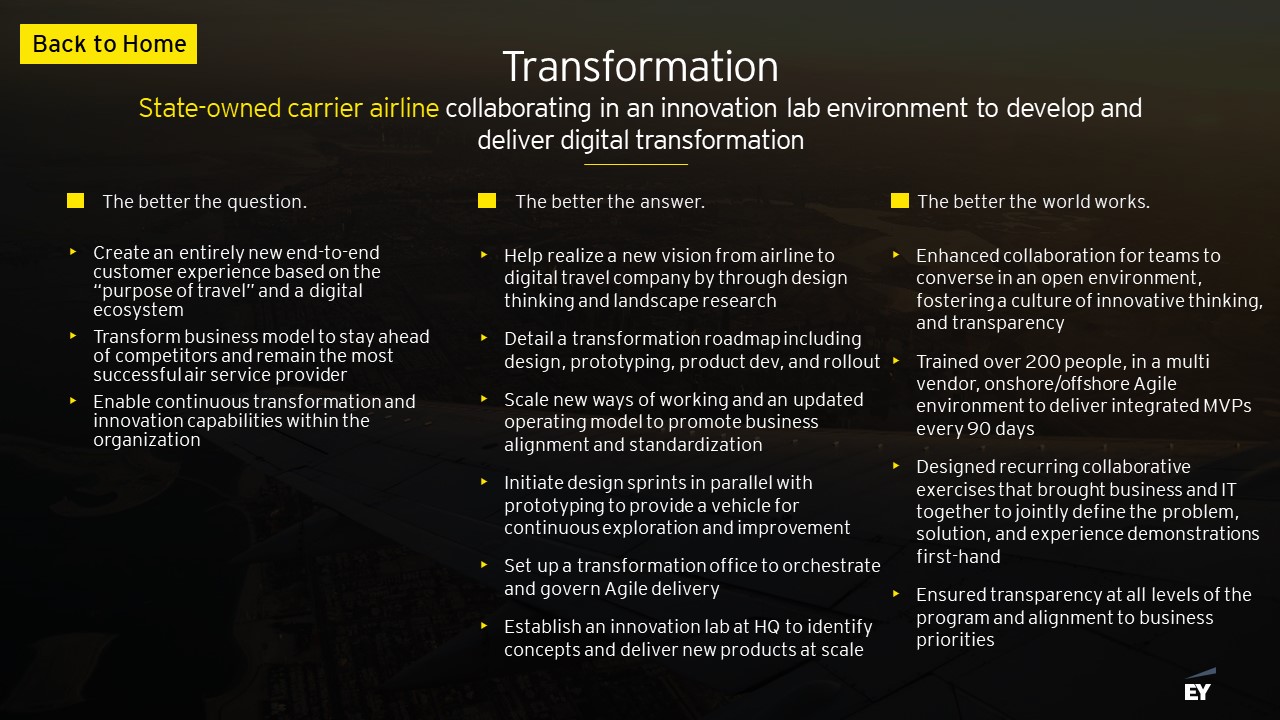 Back to Home
Transformation
State-owned carrier airline collaborating in an innovation lab environment to develop and
deliver digital transformation
The better the question.
Create an entirely new end-to-end
customer experience based on the
“purpose of travel” and a digital
ecosystem
Transform business model to stay ahead
of competitors and remain the most
successful air service provider
Enable continuous transformation and
innovation capabilities within the
organization
The better the answer.
Help realize a new vision from airline to
digital travel company by through design
thinking and landscape research
Detail a transformation roadmap including
design, prototyping, product dev, and rollout
Scale new ways of working and an updated
operating model to promote business
alignment and standardization
Initiate design sprints in parallel with
prototyping to provide a vehicle for
continuous exploration and improvement
Set up a transformation office to orchestrate
and govern Agile delivery
Establish an innovation lab at HQ to identify
concepts and deliver new products at scale
The better the world works.
Enhanced collaboration for teams to
converse in an open environment,
fostering a culture of innovative thinking,
and transparency
Trained over 200 people, in a multi
vendor, onshore/offshore Agile
environment to deliver integrated MVPs
every 90 days
Designed recurring collaborative
exercises that brought business and IT
together to jointly define the problem,
solution, and experience demonstrations
first-hand
Ensured transparency at all levels of the
program and alignment to business
priorities
EY